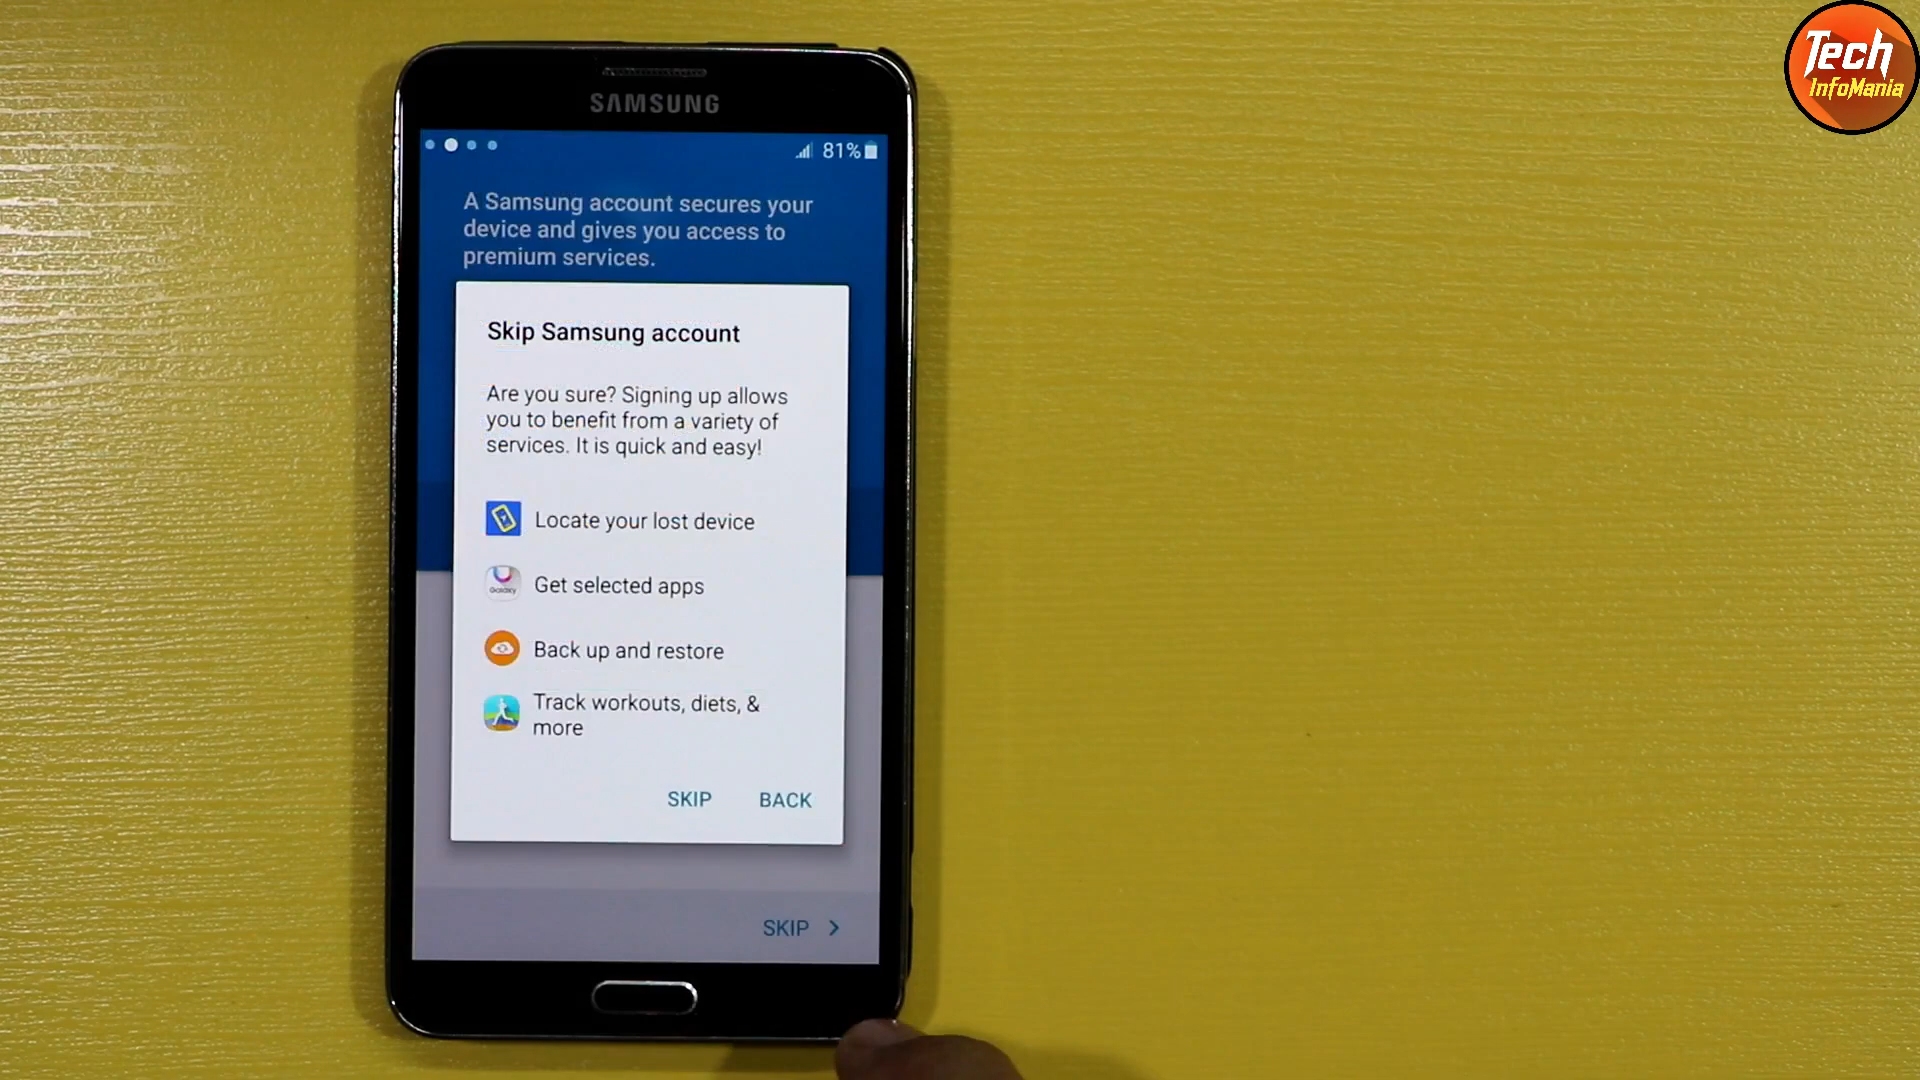 Tech
InfoMania
SAMSUNG
81%
A Samsung account secures your
device and gives you access to
premium services.
Skip Samsung account
Are you sure? Signing up allows
you to benefit from a variety of
services. It is quick and easy!
Locate your lost device
Galaxy
Get selected apps
Back up and restore
Track workouts, diets, &
more
SKIP BACK
SKIP >